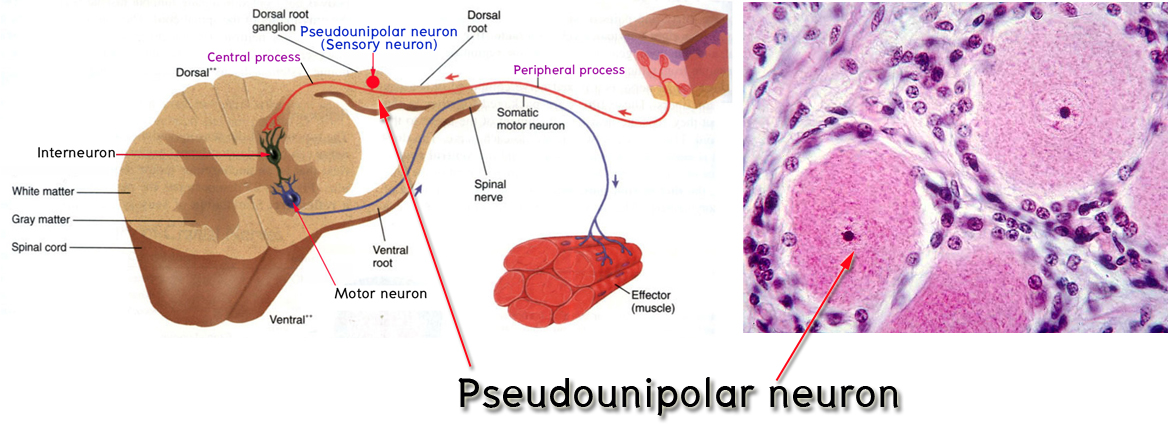 Dorsal root
ganglion
Pseudounipolar neuron
(Sensory neuron)
Dorsal
root
Central process
Peripheral process
Dorsal**
Somatic
motor neuron
Interneuron
White matter
Gray matter
Spinal cord
Spinal
nerve
Ventral
root
Motor neuron
Ventral**
Effector
(muscle)
Pseudounipolar neuron